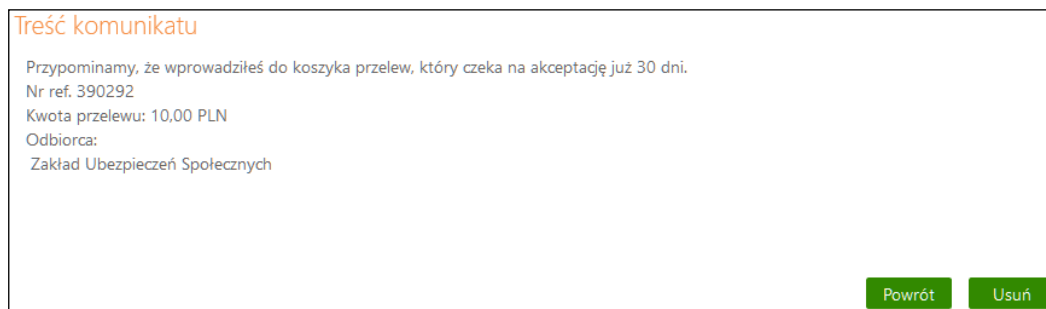 Treść komunikatu
Przypominamy, że wprowadziłeś do koszyka przelew, który czeka na akceptację już 30 dni.
Nr ref. 390292
Kwota przelewu: 10,00 PLN
Odbiorca:
Zakład Ubezpieczeń Społecznych
Powrót Usuń